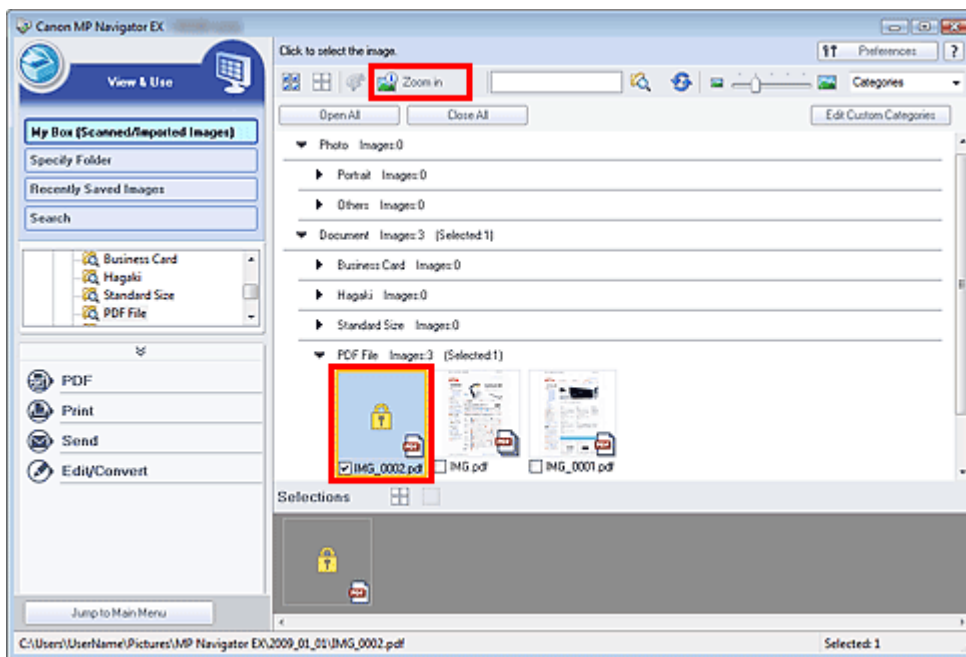 Canon MP Navigator EX
View & Use
Click to select the image.
Preferences
?
Zoom in
Categories
Open All
Close All
Edit Custom Categories
My Box (Scanned/Imported Images)
Specify Folder
Recently Saved Images
Search
Business Card
Hagaki
Standard Size
PDF File
PDF
Print
Send
Edit/Convert
Photo Images:0
Portrait Images:0
Others Images:0
Document Images:3 (Selected:1)
Business Card Images:0
Hagaki Images:0
Standard Size Images:0
PDF File Images:3 (Selected:1)
IMG_0002.pdf
IMG.pdf
IMG_0001.pdf
Selections
Jump to Main Menu
C:\Users\UserName\Pictures\MP Navigator EX\2009_01_01\IMG_0002.pdf
Selected: 1